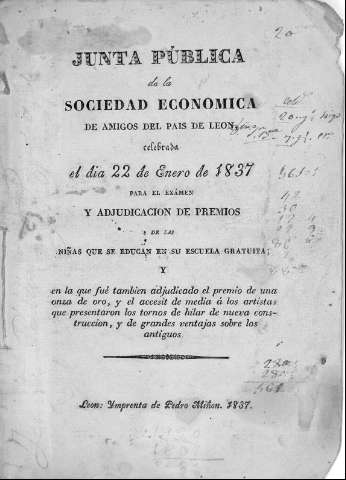 20
JUNTA PÚBLICA
de la
SOCIEDAD ECONOMICA
DE AMIGOS DEL PAIS DE LEON,
celebrada
el dia 22 de Enero de 1837
PARA EL EXÁMEN
Y ADJUDICACION DE PREMIOS
DE LAS
NIÑAS QUE SE EDUCAN EN SU ESCUELA GRATUITA;
Y
en la que fué tambien adjudicado el premio de una
onza de oro, y el accesit de media á los artistas
que presentaron los tornos de hilar de nueva cons-
truccion, y de grandes ventajas sobre los
antiguos
Leon: Ymprenta de Pedro Miñon. 1837.